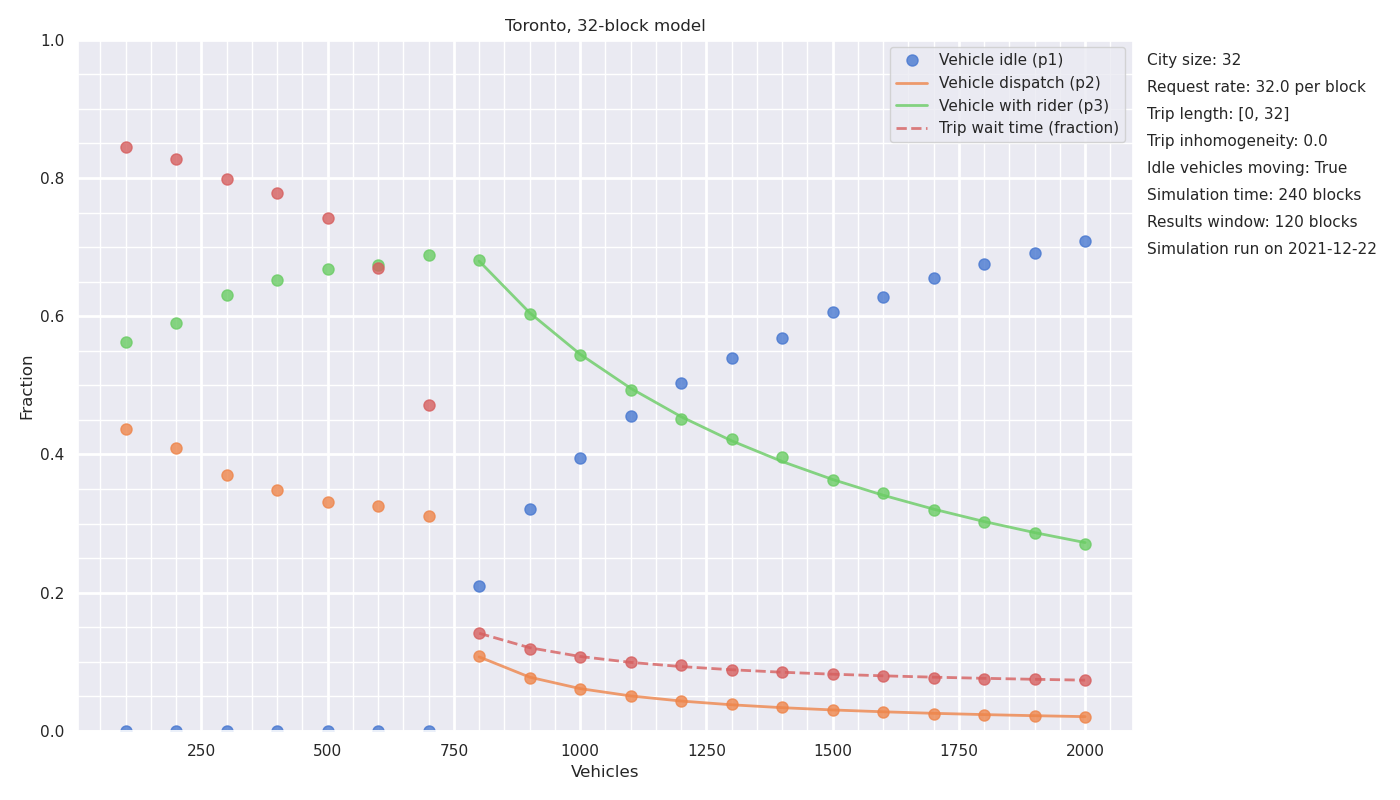 Toronto, 32-block model
1.0
0.8
0.6
0.4
0.2
0.0
Fraction
Vehicle idle (p1)
Vehicle dispatch (p2)
Vehicle with rider (p3)
Trip wait time (fraction)
City size: 32
Request rate: 32.0 per block
Trip length: [0, 32]
Trip inhomogeneity: 0.0
Idle vehicles moving: True
Simulation time: 240 blocks
Results window: 120 blocks
Simulation run on 2021-12-22
250 500 750 1000 1250 1500 1750 2000
Vehicles